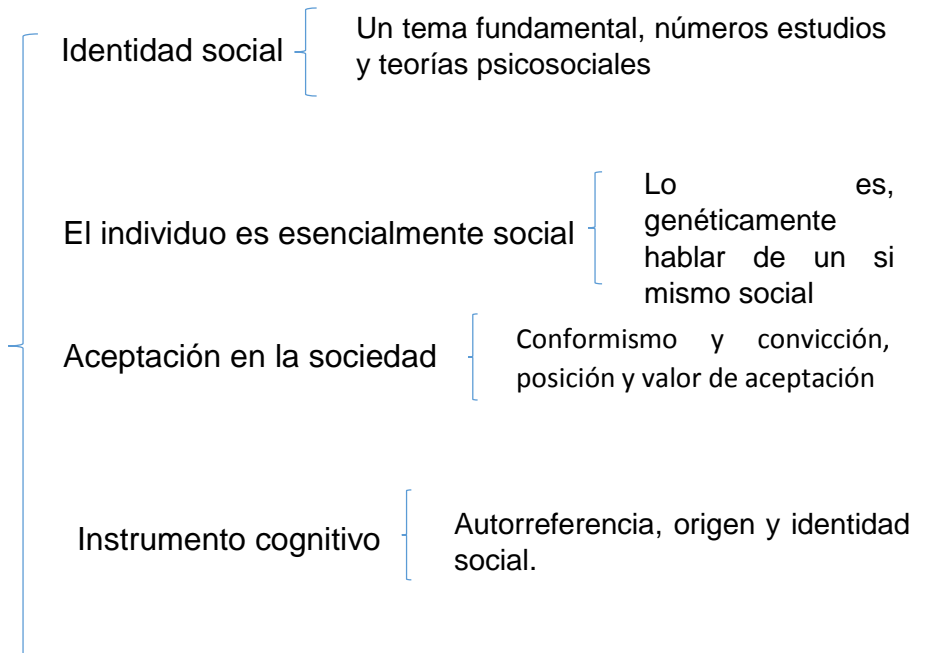 Identidad social
Un tema fundamental, números estudios
y teorías psicosociales
El individuo es esencialmente social
Lo es,
genéticamente
hablar de un si
mismo social
Aceptación en la sociedad
Conformismo y convicción,
posición y valor de aceptación
Instrumento cognitivo
Autorreferencia, origen y identidad
social.